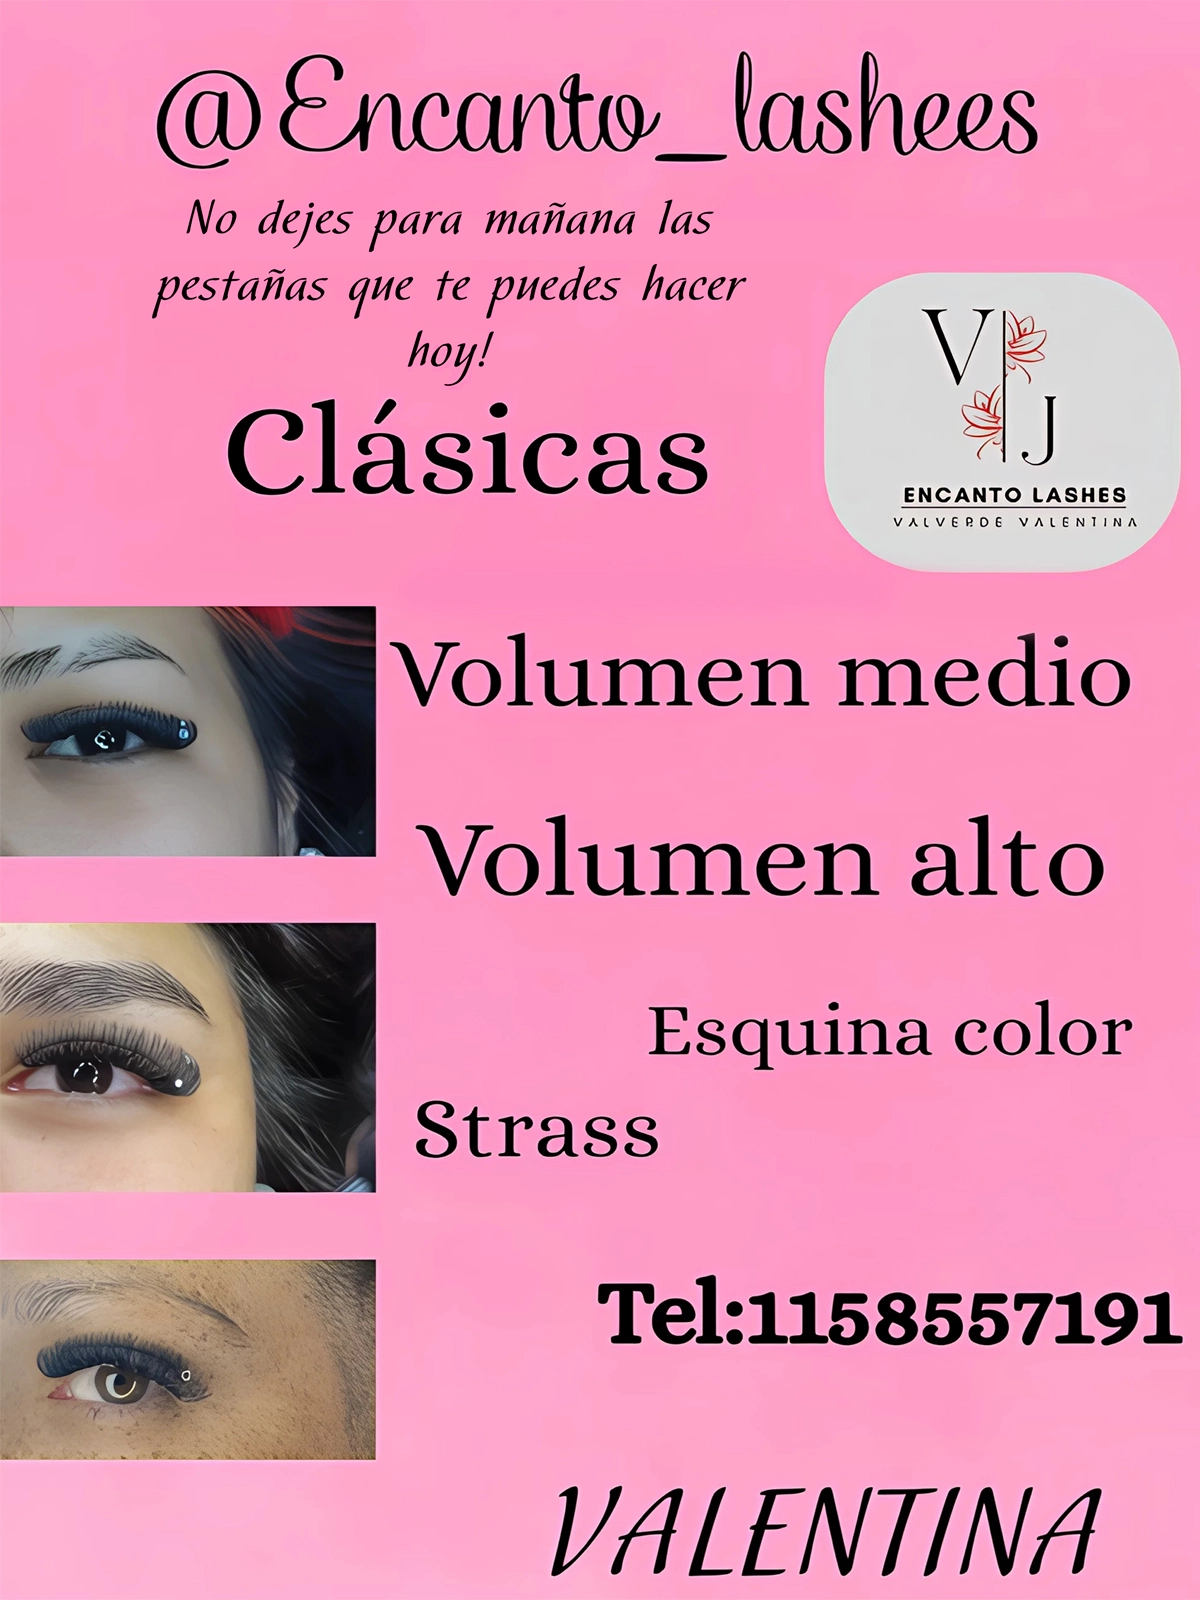 @Encanto_lashees
No dejes para mañana las
pestañas que te puedes hacer
hoy!
Clásicas
V
J
ENCANTO LASHES
VALVERDE VALENTINA
Volumen medio
Volumen alto
Esquina color
Strass
Tel:1158557191
VALENTINA